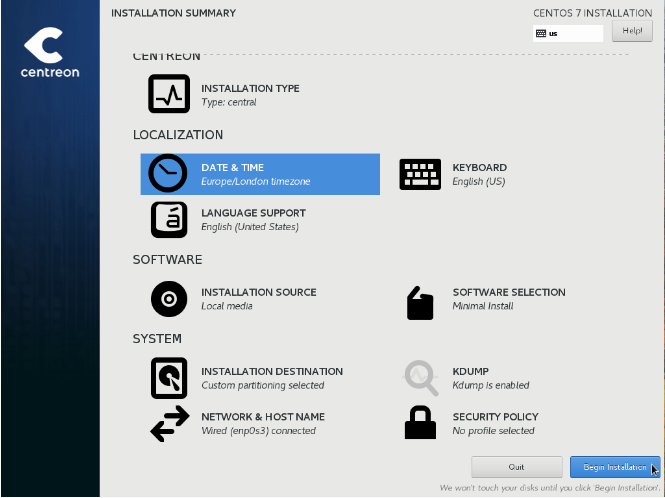 INSTALLATION SUMMARY
CENTOS 7 INSTALLATION
us
Help!
centreon
CENTREON
INSTALLATION TYPE
Type: central
LOCALIZATION
DATE & TIME
Europe/London timezone
KEYBOARD
English (US)
LANGUAGE SUPPORT
English (United States)
SOFTWARE
INSTALLATION SOURCE
Local media
SOFTWARE SELECTION
Minimal Install
SYSTEM
INSTALLATION DESTINATION
Custom partitioning selected
KDUMP
Kdump is enabled
NETWORK & HOST NAME
Wired (enp0s3) connected
SECURITY POLICY
No profile selected
Quit
Begin Installation
We won't touch your disks until you click 'Begin Installation'.